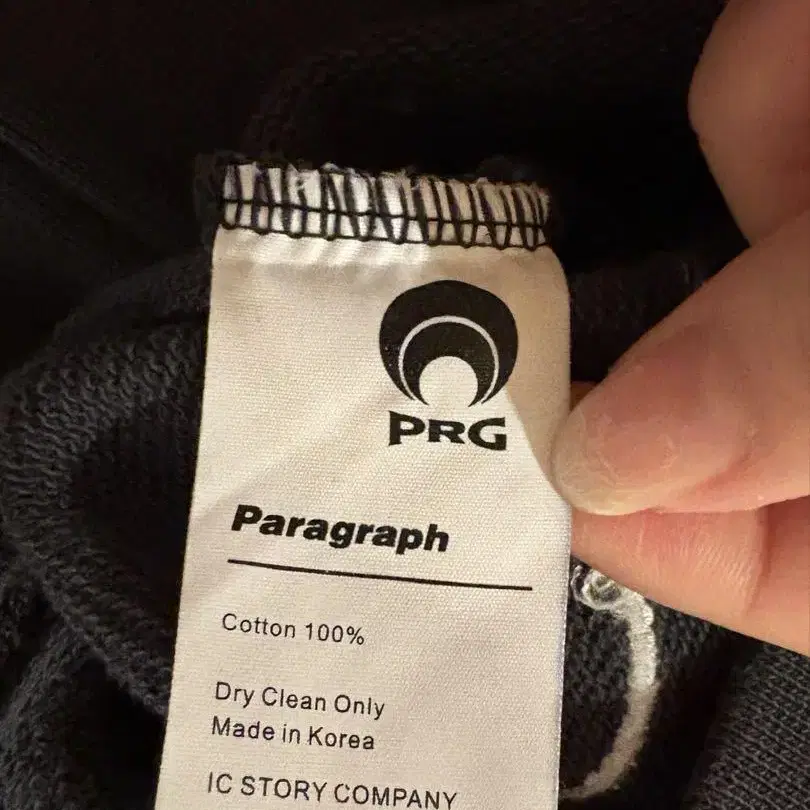 PRG
Paragraph
Cotton 100%
Dry Clean Only
Made in Korea
IC STORY COMPANY